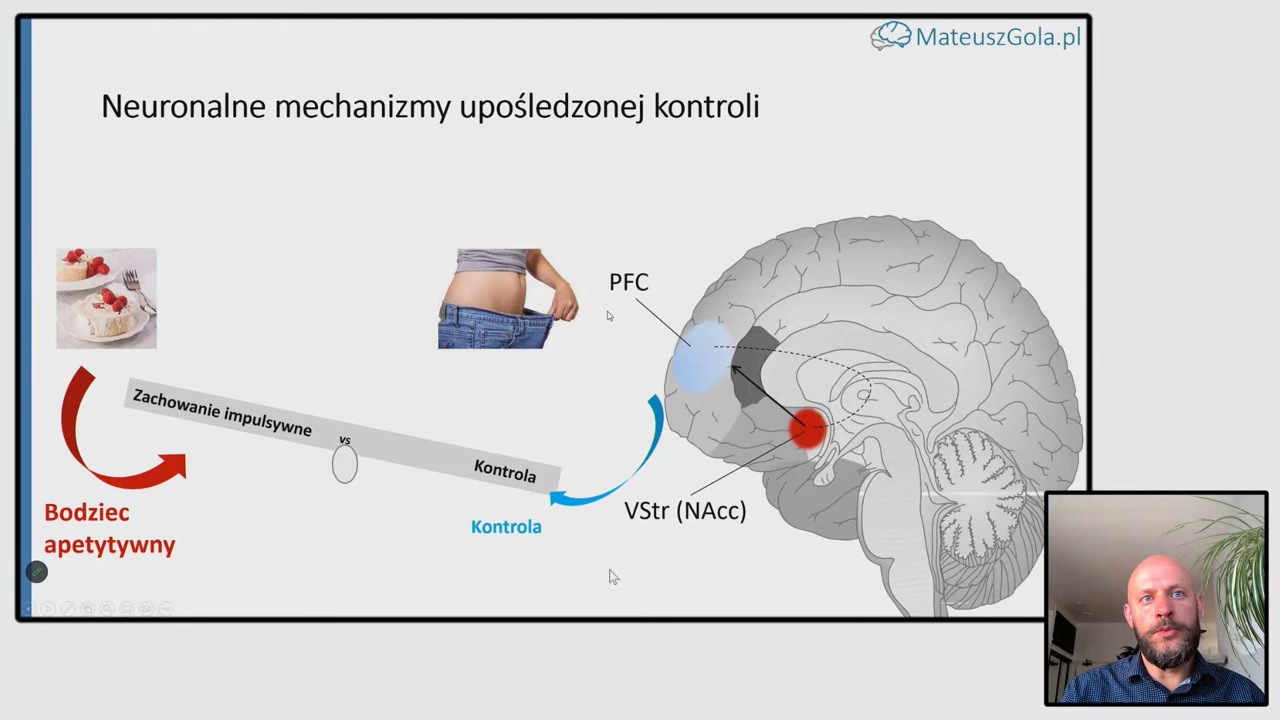 MateuszGola.pl
Neuronalne mechanizmy upośledzonej kontroli
PFC
Zachowanie impulsywne
vs
Kontrola
Bodziec
apetytywny
Kontrola
VStr (NAcc)